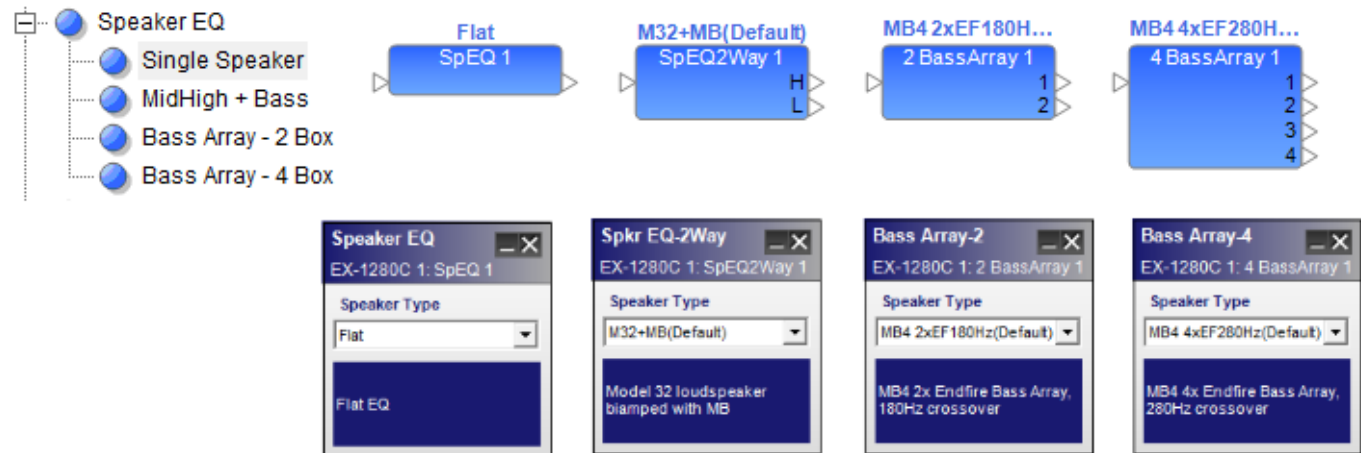 Speaker EQ
Single Speaker
MidHigh + Bass
Bass Array - 2 Box
Bass Array - 4 Box
Flat
SpEQ 1
M32+MB(Default)
SpEQ2Way 1
H
L
MB4 2xEF180H...
2 BassArray 1
1
2
MB4 4xEF280H...
4 BassArray 1
1
2
3
4
Speaker EQ
EX-1280C 1: SpEQ 1
Speaker Type
Flat
Flat EQ
Spkr EQ-2Way
EX-1280C 1: SpEQ2Way 1
Speaker Type
M32+MB(Default)
Model 32 loudspeaker
biamped with MB
Bass Array-2
EX-1280C 1: 2 BassArray 1
Speaker Type
MB4 2xEF180Hz(Default)
MB4 2x Endfire Bass Array,
180Hz crossover
Bass Array-4
EX-1280C 1: 4 BassArray 1
Speaker Type
MB4 4xEF280Hz(Default)
MB4 4x Endfire Bass Array,
280Hz crossover